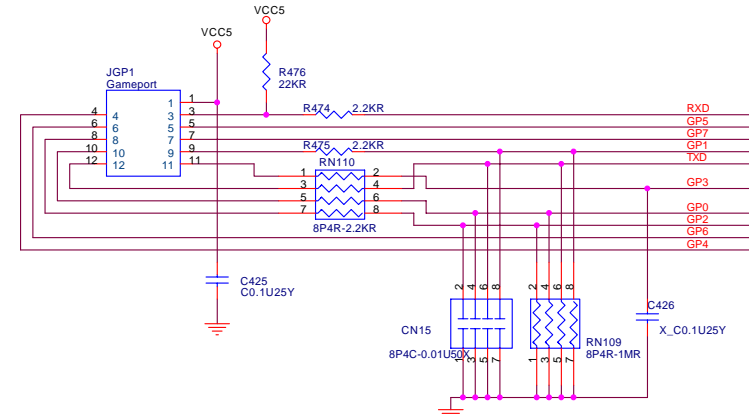 VCC5
VCC5
JGP1
Gameport
R476
22KR
1
1
4
4
3
3
R474
2.2KR
RXD
6
6
5
5
GP5
8
8
7
7
GP7
10
10
9
9
R475
2.2KR
GP1
12
12
11
11
RN110
TXD
1
2
3
4
GP3
5
6
7
8
GP0
GP2
8P4R-2.2KR
GP6
GP4
C425
C0.1U25Y
2
4
6
8
2
4
6
8
C426
X_C0.1U25Y
CN15
RN109
8P4C-0.01U50X
8P4R-1MR
1
3
5
7
1
3
5
7